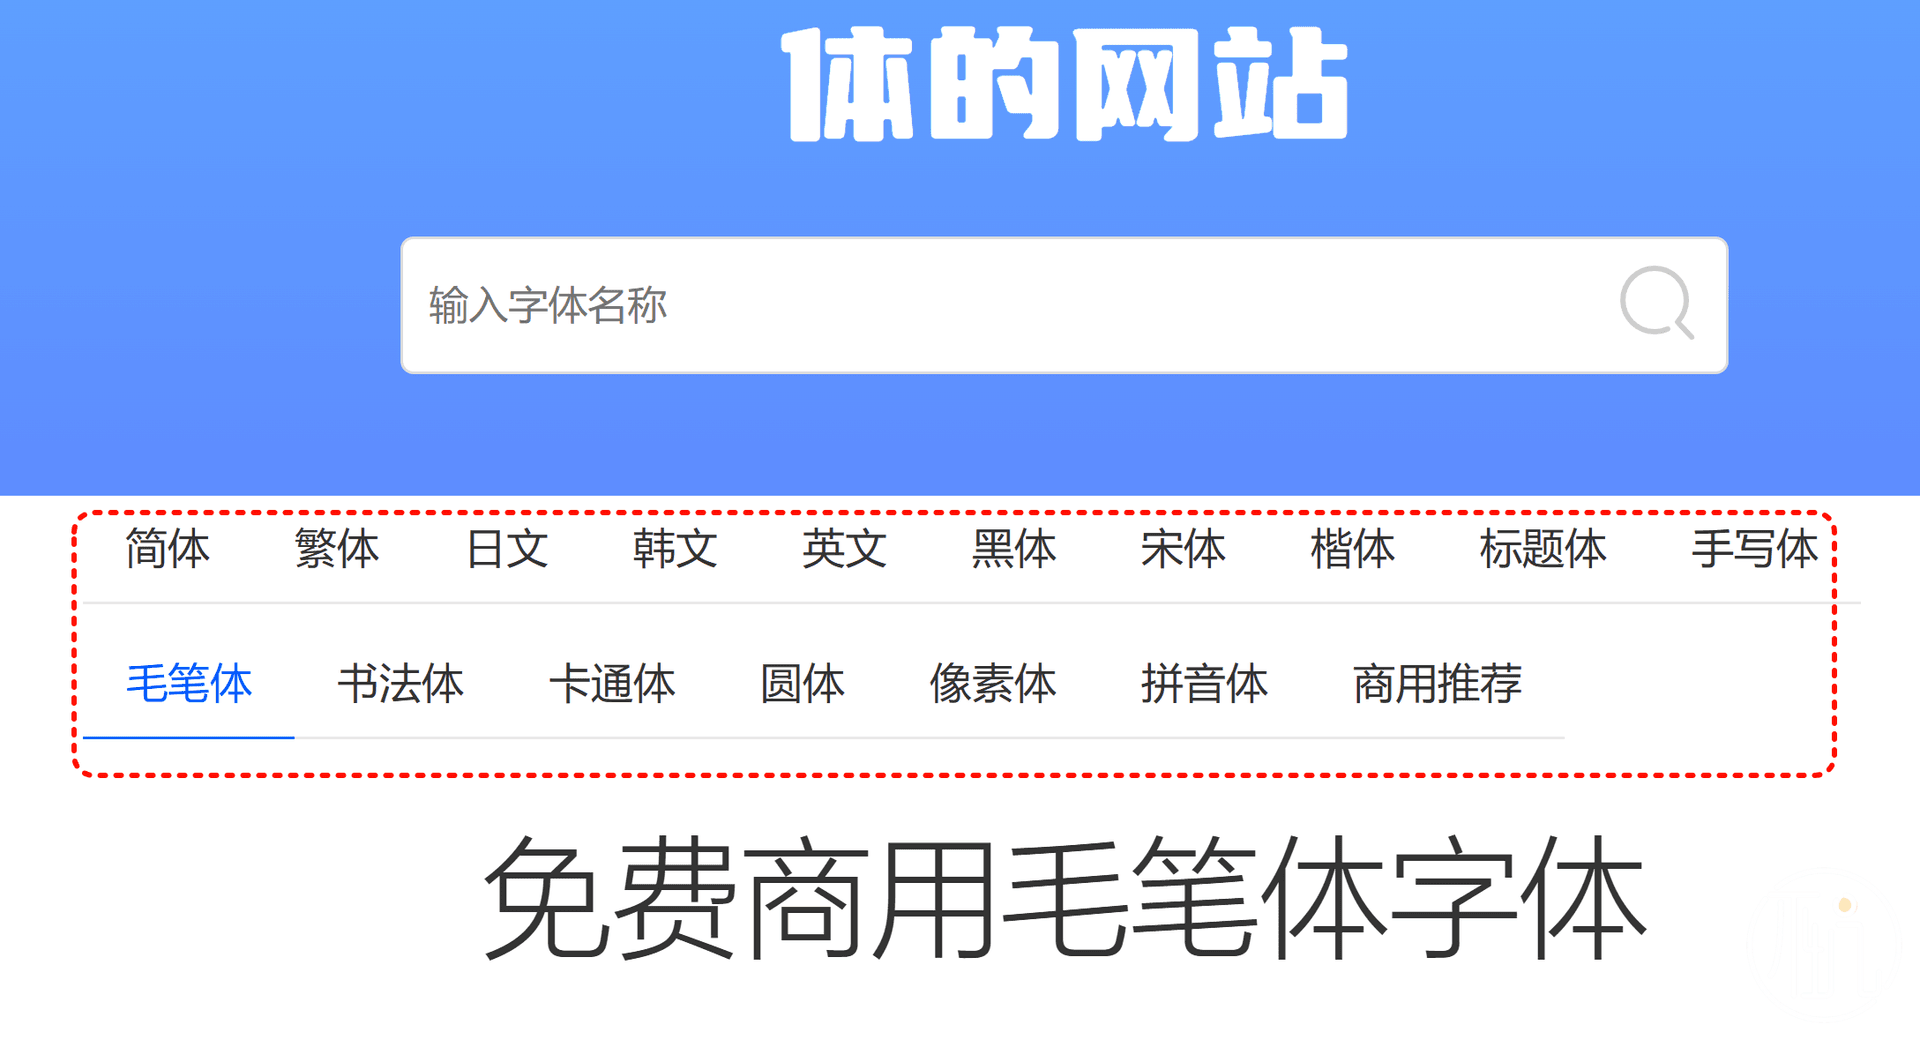 体的网站
输入字体名称
简体 繁体 日文 韩文 英文 黑体 宋体 楷体 标题体 手写体
毛笔体 书法体 卡通体 圆体 像素体 拼音体 商用推荐
免费商用毛笔体字体